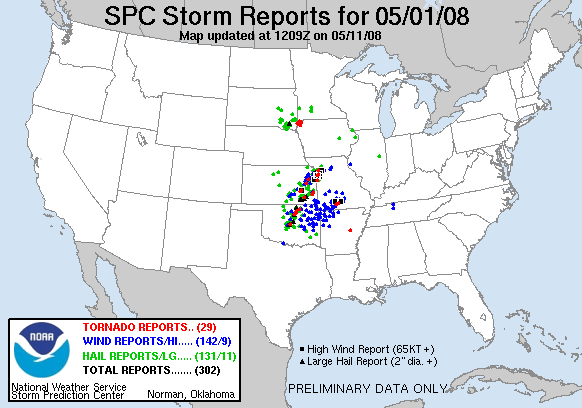 SPC Storm Reports for 05/01/08
Map updated at 1209Z on 05/11/08
TORNADO REPORTS.. (29)
WIND REPORTS/HI..... (142/9)
HAIL REPORTS/LG..... (131/11)
TOTAL REPORTS....... (302)
NOAA
National Weather Service
Storm Prediction Center Norman, Oklahoma
High Wind Report (65KT +)
Large Hail Report (2" dia. +)
PRELIMINARY DATA ONLY